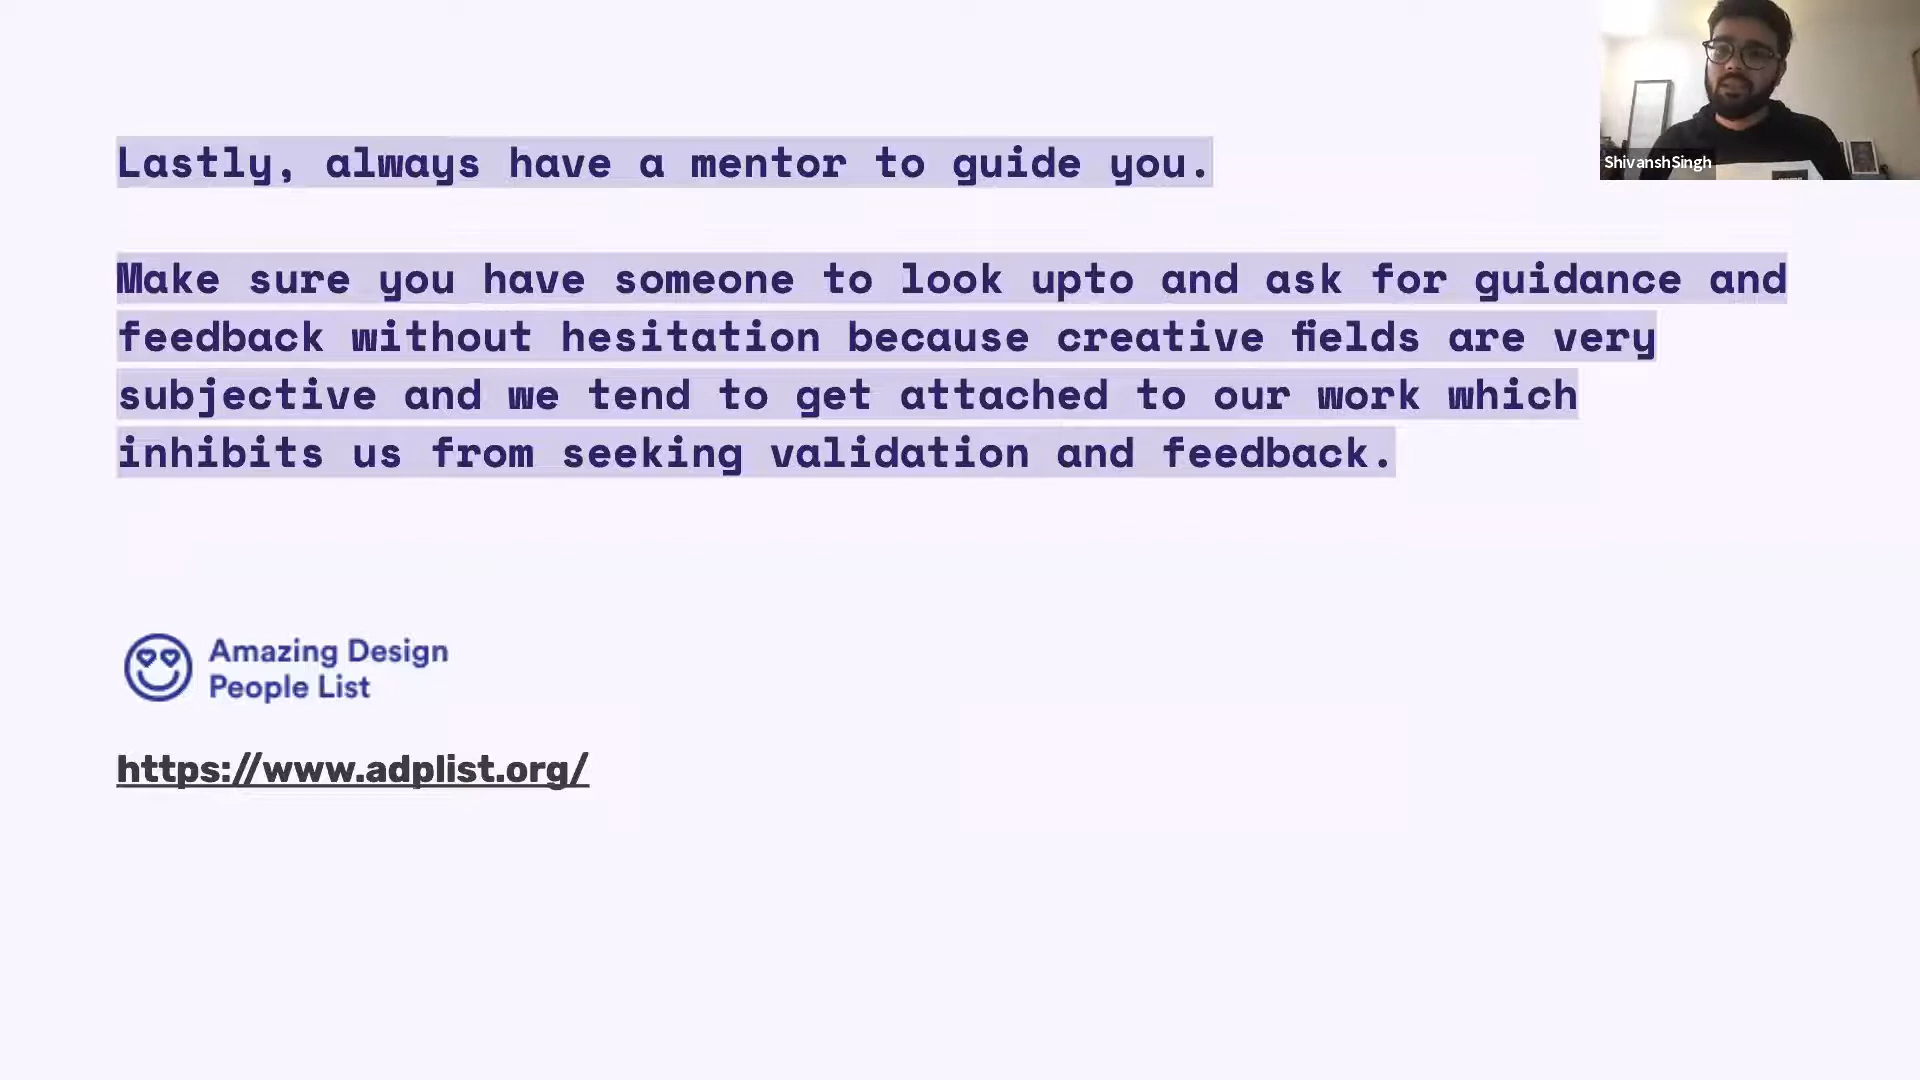 Lastly, always have a mentor to guide you.
Make sure you have someone to look upto and ask for guidance and
feedback without hesitation because creative fields are very
subjective and we tend to get attached to our work which
inhibits us from seeking validation and feedback.
Amazing Design
People List
https://www.adplist.org/
ShivanshSingh